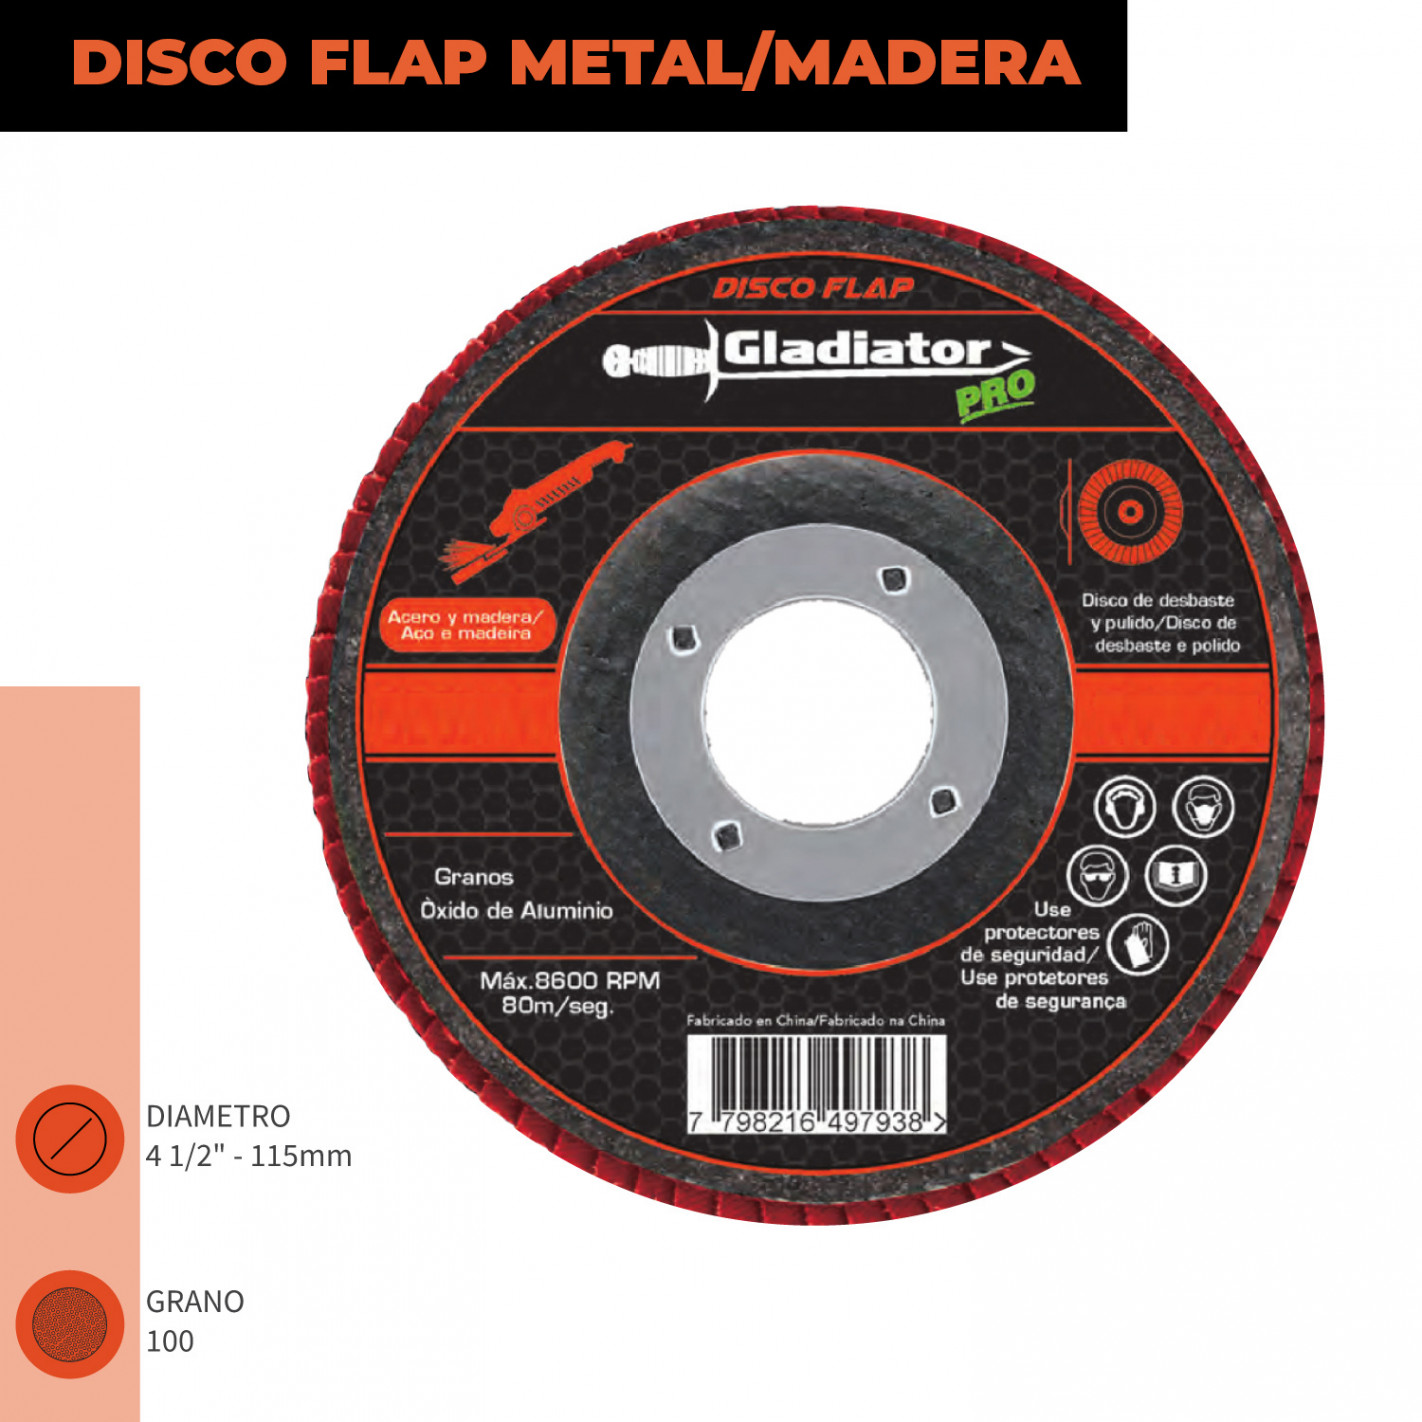 DISCO FLAP METAL/MADERA
DISCO FLAP
Gladiator
PRO
Acero y madera/
Aço e madeira
Disco de desbaste
y pulido/Disco de
desbaste e polido
Granos
Òxido de Aluminio
Máx.8600 RPM
80m/seg.
Use
protectores
de seguridad/
Use protetores
de segurança
Fabricado en China/Fabricado na China
7 798216 497938 >
DIAMETRO
4 1/2" - 115mm
GRANO
100